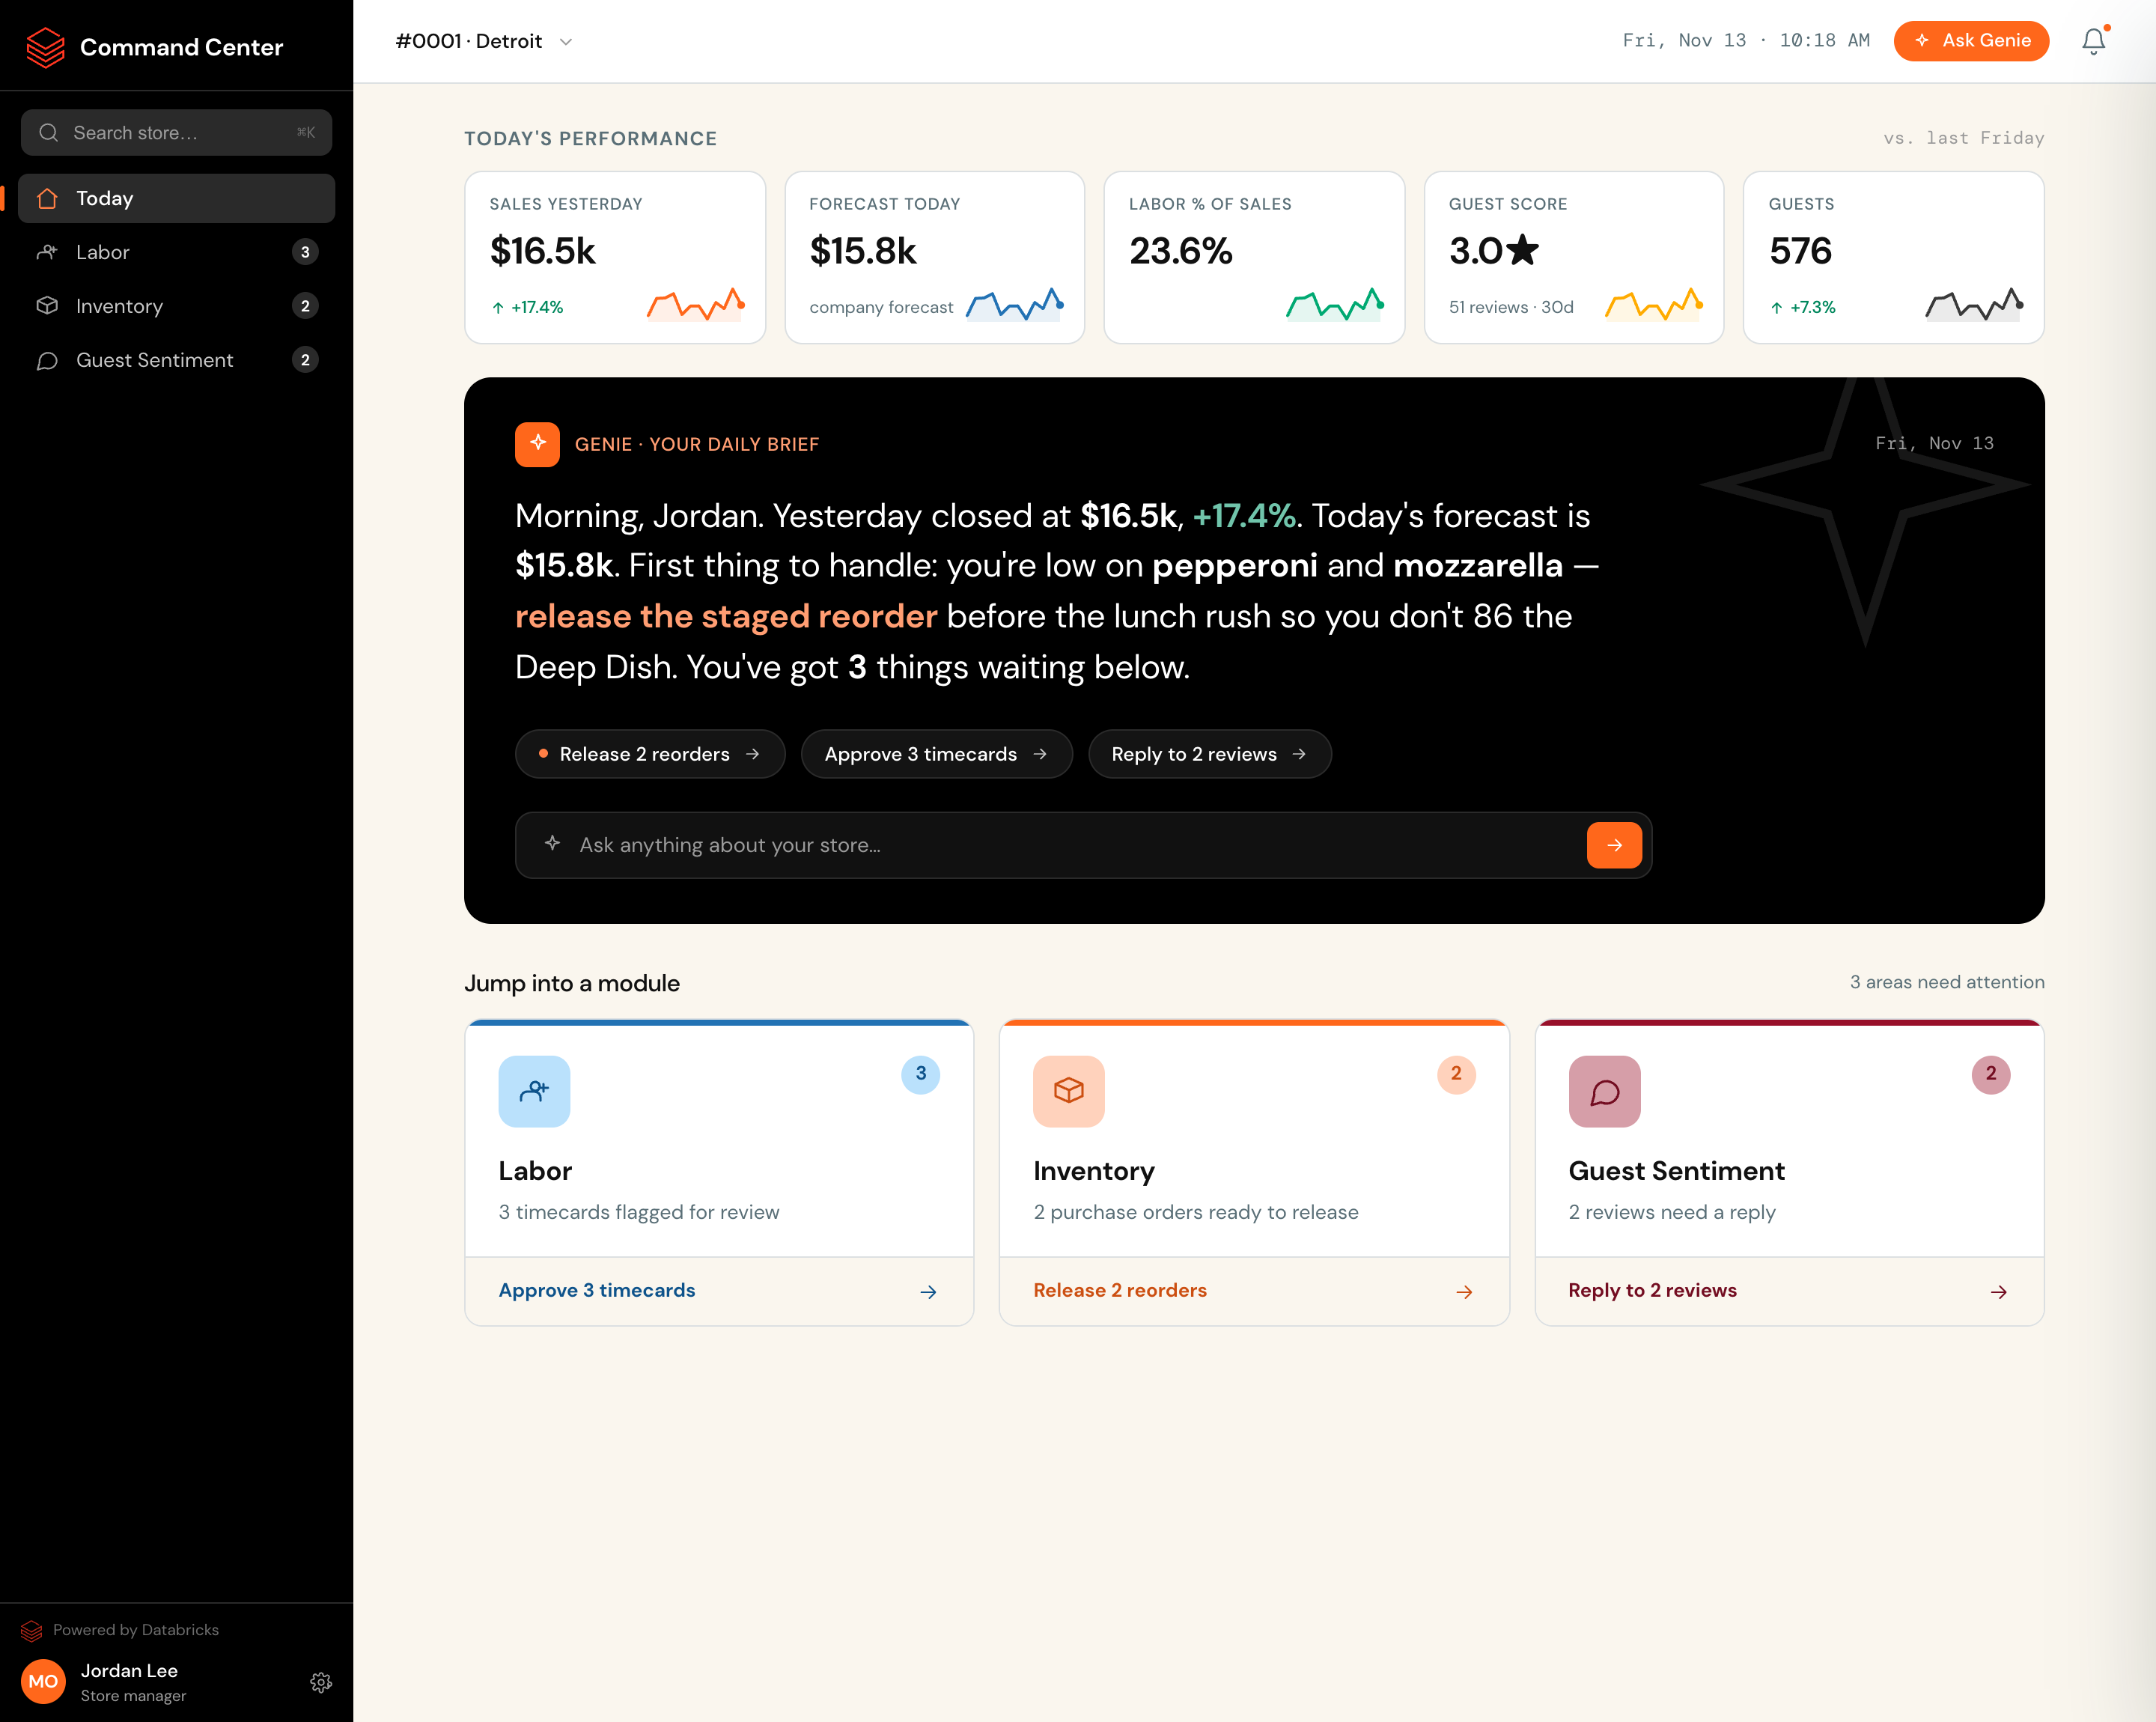 Command Center
#0001 · Detroit
Fri, Nov 13 · 10:18 AM
Ask Genie
Search store...
⌘K
Today
Labor
3
Inventory
2
Guest Sentiment
2
TODAY'S PERFORMANCE
vs. last Friday
SALES YESTERDAY
$16.5k
↑ +17.4%
FORECAST TODAY
$15.8k
company forecast
LABOR % OF SALES
23.6%
GUEST SCORE
3.0★
51 reviews · 30d
GUESTS
576
↑ +7.3%
GENIE · YOUR DAILY BRIEF
Fri, Nov 13
Morning, Jordan. Yesterday closed at $16.5k, +17.4%. Today's forecast is
$15.8k. First thing to handle: you're low on pepperoni and mozzarella —
release the staged reorder before the lunch rush so you don't 86 the
Deep Dish. You've got 3 things waiting below.
Release 2 reorders →
Approve 3 timecards →
Reply to 2 reviews →
Ask anything about your store...
Jump into a module
3 areas need attention
3
Labor
3 timecards flagged for review
Approve 3 timecards →
2
Inventory
2 purchase orders ready to release
Release 2 reorders →
2
Guest Sentiment
2 reviews need a reply
Reply to 2 reviews →
Powered by Databricks
MO
Jordan Lee
Store manager